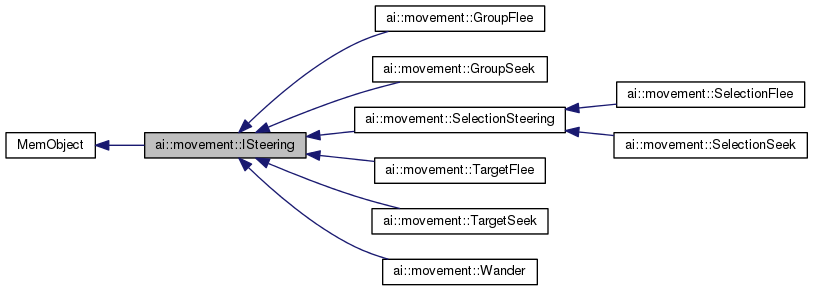 MemObject
ai::movement::ISteering
ai::movement::GroupFlee
ai::movement::GroupSeek
ai::movement::SelectionSteering
ai::movement::SelectionFlee
ai::movement::SelectionSeek
ai::movement::TargetFlee
ai::movement::TargetSeek
ai::movement::Wander